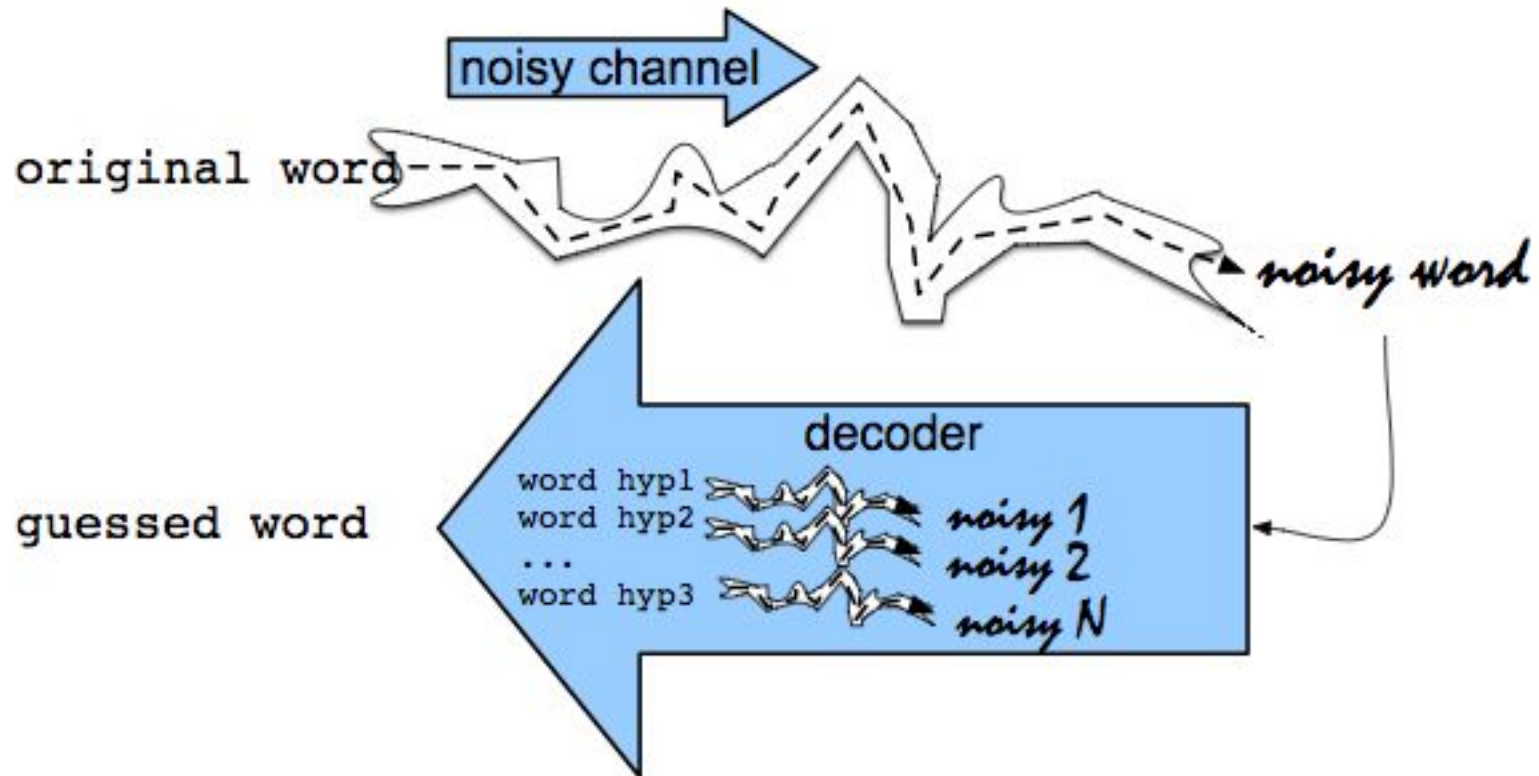 noisy channel
original word
noisy word
decoder
word hyp1
noisy 1
word hyp2
guessed word
noisy 2
...
word hyp3
noisy N